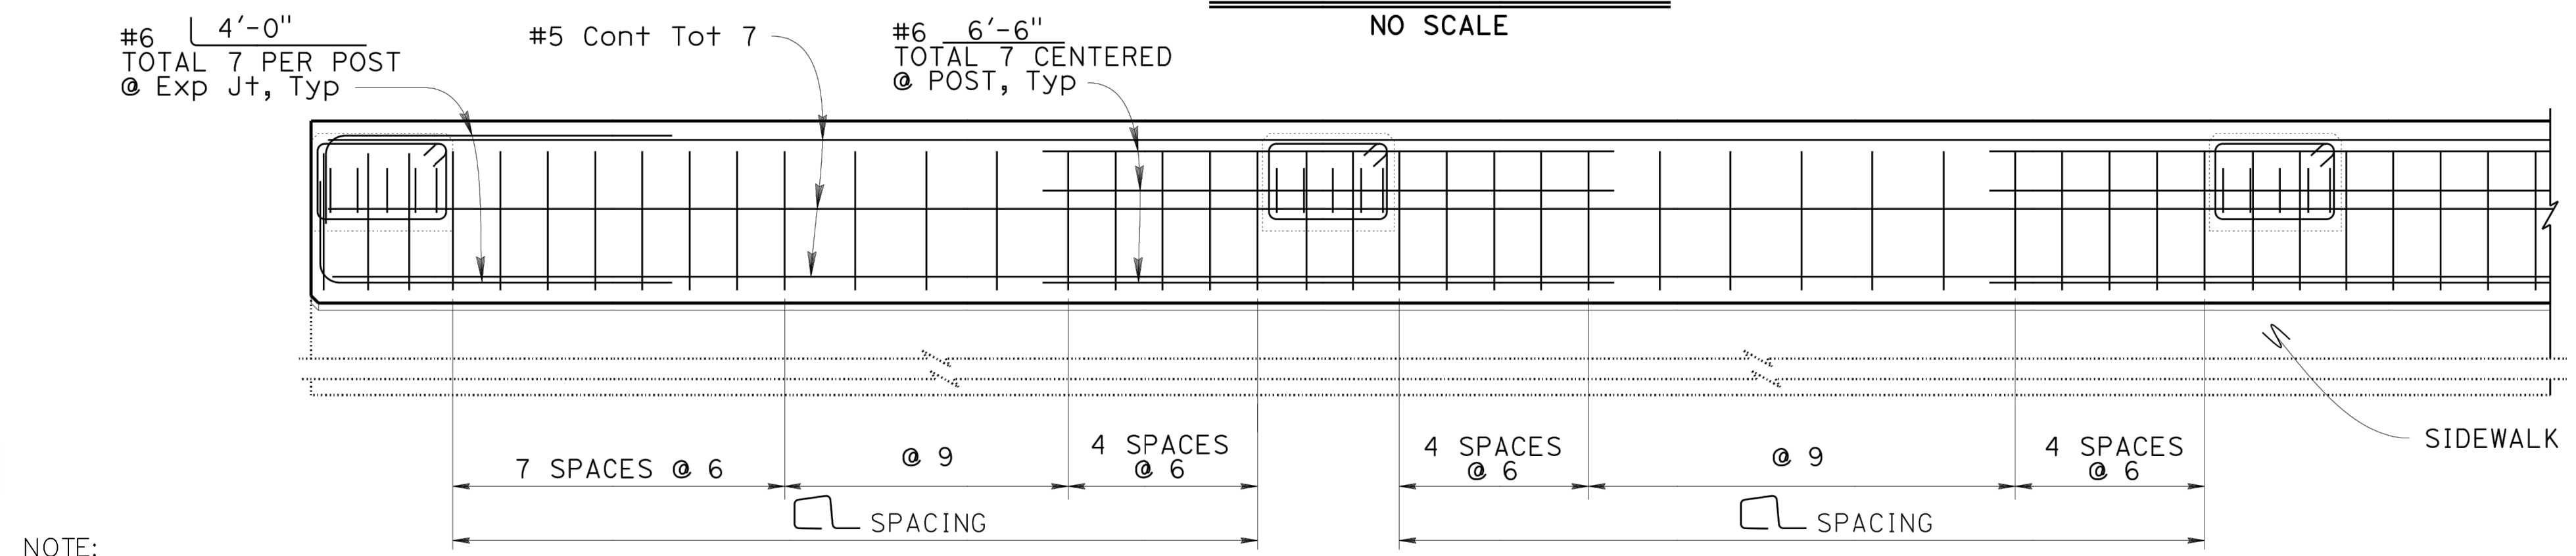 NO SCALE
#6 4'-0"
TOTAL 7 PER POST
@ Exp Jt, Typ
#5 Cont Tot 7
#6 6'-6"
TOTAL 7 CENTERED
@ POST, Typ
7 SPACES @ 6
@ 9
4 SPACES
@ 6
4 SPACES
@ 6
@ 9
4 SPACES
@ 6
SIDEWALK
SPACING
SPACING
NOTE: